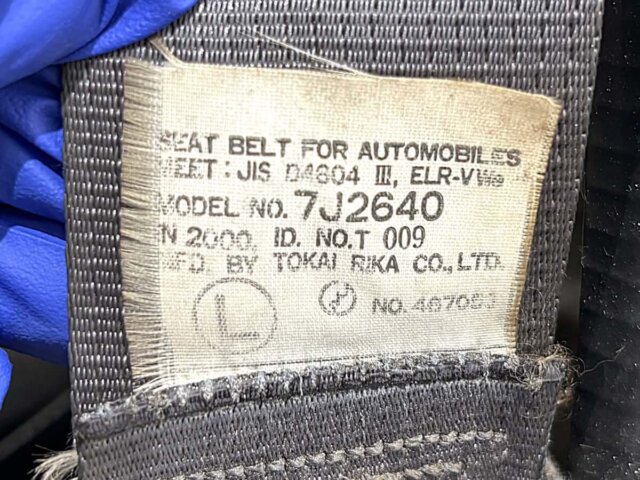 SEAT BELT FOR AUTOMOBILES
MEET: JIS D4604 III, ELR-VWe
MODEL NO. 7J2640
IN 2000, ID. NO.T 009
MFD. BY TOKAI RIKA CO., LTD.
L
NO.